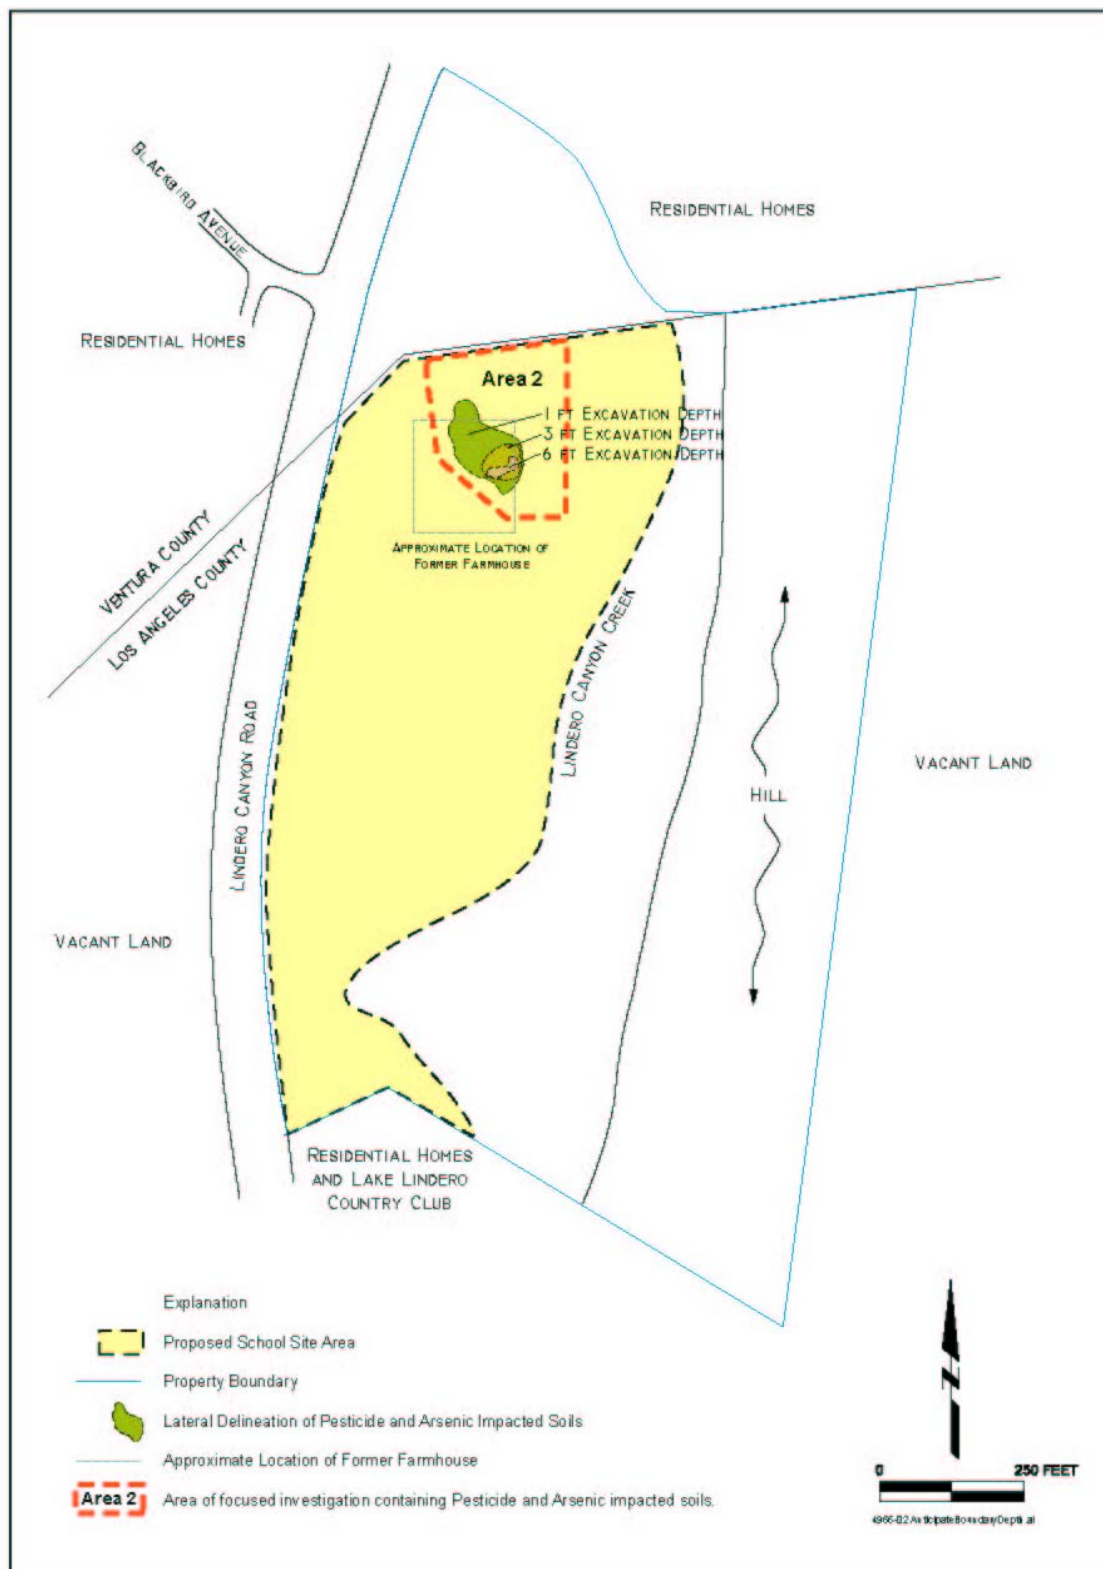 BLACKBIRD AVENUE
RESIDENTIAL HOMES
RESIDENTIAL HOMES
Area 2
1 FT EXCAVATION DEPTH
3 FT EXCAVATION DEPTH
6 FT EXCAVATION DEPTH
APPROXIMATE LOCATION OF
FORMER FARMHOUSE
VENTURA COUNTY
LOS ANGELES COUNTY
LINDERO CANYON CREEK
LINDERO CANYON ROAD
VACANT LAND
HILL
VACANT LAND
RESIDENTIAL HOMES
AND LAKE LINDERO
COUNTRY CLUB
Explanation
Proposed School Site Area
Property Boundary
Lateral Delineation of Pesticide and Arsenic Impacted Soils
Approximate Location of Former Farmhouse
Area 2 Area of focused investigation containing Pesticide and Arsenic impacted soils.
N
0 250 FEET
4966-02AnticipateBoundaryDepth.ai